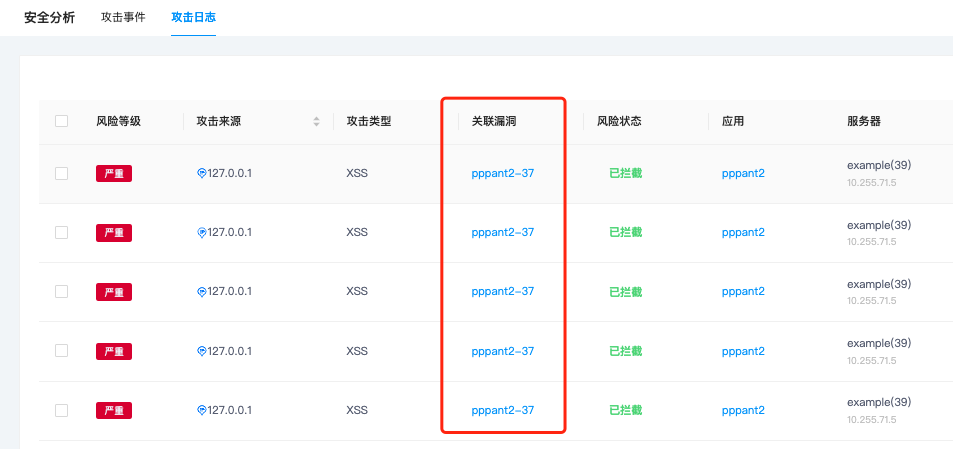 安全分析 攻击事件 攻击日志
风险等级 攻击来源 攻击类型 关联漏洞 风险状态 应用 服务器
严重 127.0.0.1 XSS pppant2-37 已拦截 pppant2 example(39)
10.255.71.5
严重 127.0.0.1 XSS pppant2-37 已拦截 pppant2 example(39)
10.255.71.5
严重 127.0.0.1 XSS pppant2-37 已拦截 pppant2 example(39)
10.255.71.5
严重 127.0.0.1 XSS pppant2-37 已拦截 pppant2 example(39)
10.255.71.5
严重 127.0.0.1 XSS pppant2-37 已拦截 pppant2 example(39)
10.255.71.5